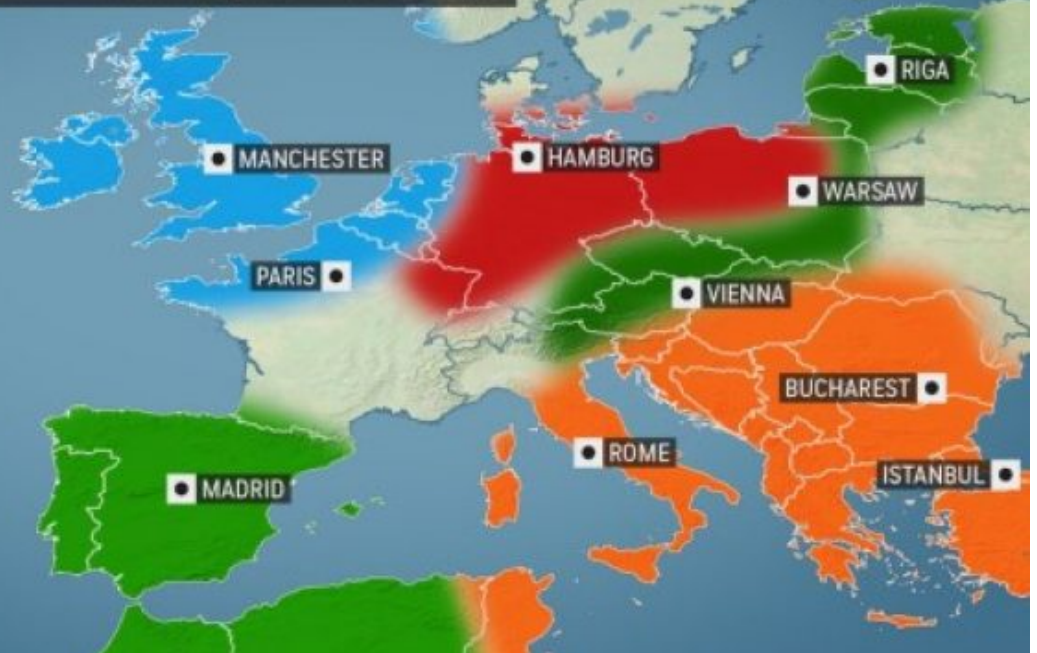 RIGA
MANCHESTER
HAMBURG
WARSAW
PARIS
VIENNA
BUCHAREST
ROME
ISTANBUL
MADRID